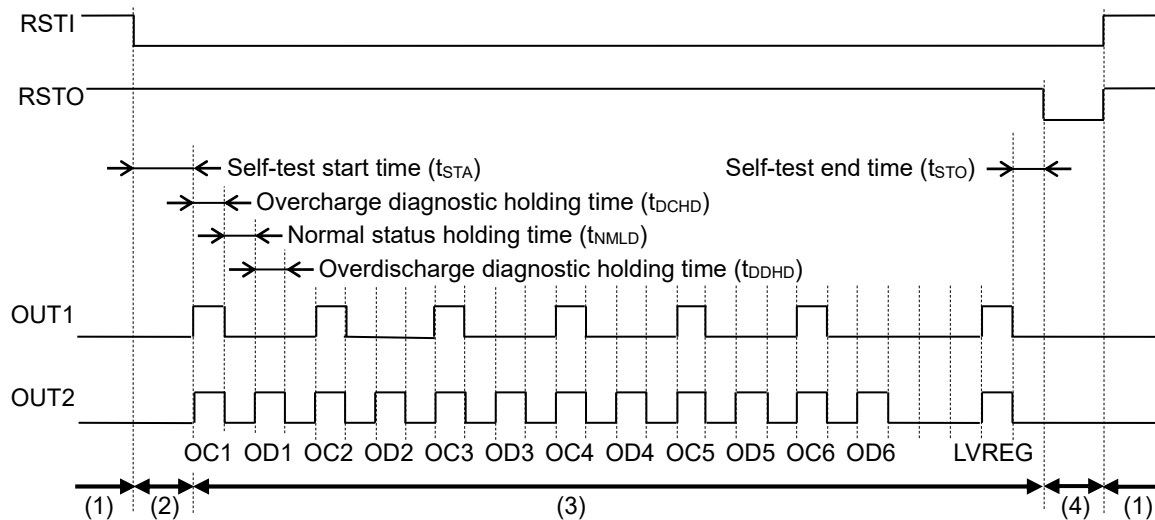 RSTI
RSTO
Self-test start time (tSTA)
Self-test end time (tSTO)
Overcharge diagnostic holding time (tDCHD)
Normal status holding time (tNMLD)
Overdischarge diagnostic holding time (tDDHD)
OUT1
OUT2
OC1 OD1 OC2 OD2 OC3 OD3 OC4 OD4 OC5 OD5 OC6 OD6 LVREG
(1) (2) (3) (4) (1)